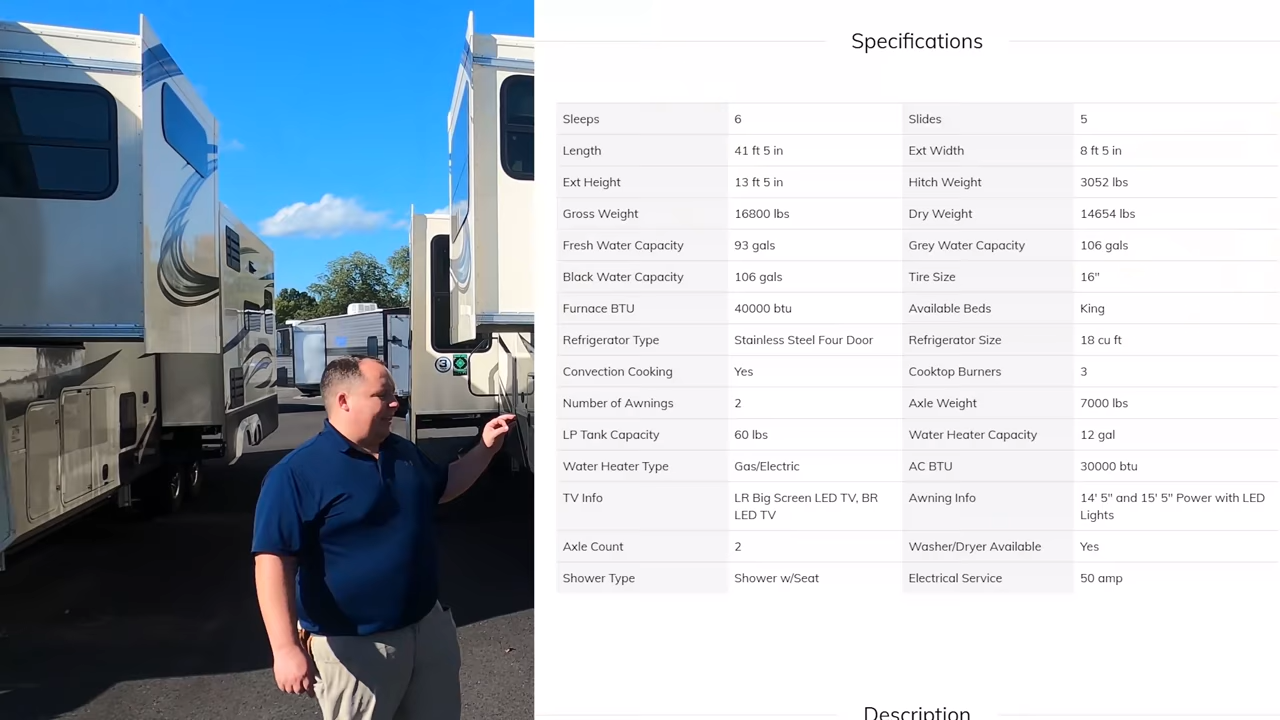 Specifications
Sleeps 6 Slides 5
Length 41 ft 5 in Ext Width 8 ft 5 in
Ext Height 13 ft 5 in Hitch Weight 3052 lbs
Gross Weight 16800 lbs Dry Weight 14654 lbs
Fresh Water Capacity 93 gals Grey Water Capacity 106 gals
Black Water Capacity 106 gals Tire Size 16"
Furnace BTU 40000 btu Available Beds King
Refrigerator Type Stainless Steel Four Door Refrigerator Size 18 cu ft
Convection Cooking Yes Cooktop Burners 3
Number of Awnings 2 Axle Weight 7000 lbs
LP Tank Capacity 60 lbs Water Heater Capacity 12 gal
Water Heater Type Gas/Electric AC BTU 30000 btu
TV Info LR Big Screen LED TV, BR Awning Info 14' 5" and 15' 5" Power with LED
LED TV Lights
Axle Count 2 Washer/Dryer Available Yes
Shower Type Shower w/Seat Electrical Service 50 amp
Description